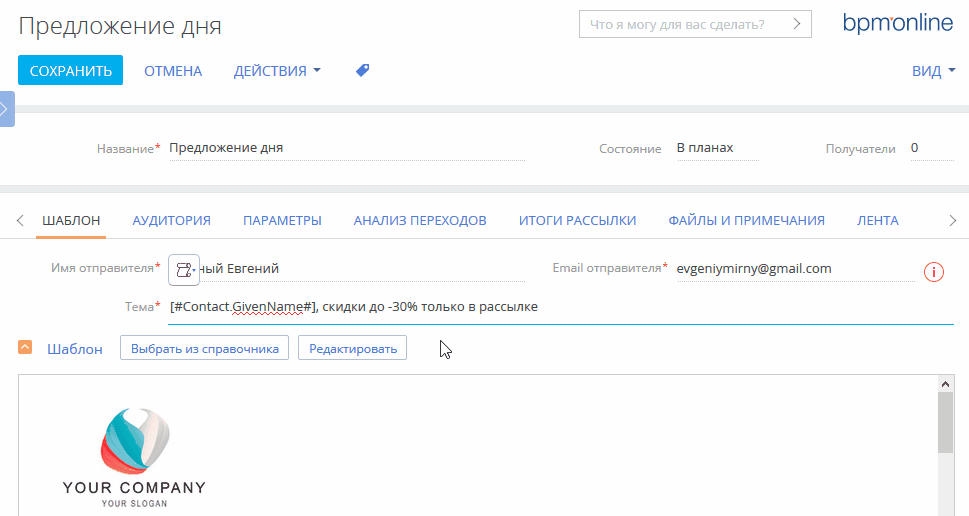 Предложение дня
Что я могу для вас сделать?
bpm'online
СОХРАНИТЬ ОТМЕНА ДЕЙСТВИЯ ВИД
Название* Предложение дня Состояние В планах Получатели 0
ШАБЛОН АУДИТОРИЯ ПАРАМЕТРЫ АНАЛИЗ ПЕРЕХОДОВ ИТОГИ РАССЫЛКИ ФАЙЛЫ И ПРИМЕЧАНИЯ ЛЕНТА
Имя отправителя* ный Евгений Email отправителя* evgeniymirny@gmail.com
Тема* [#Contact.GivenName#], скидки до -30% только в рассылке
Шаблон Выбрать из справочника Редактировать
YOUR COMPANY
YOUR SLOGAN